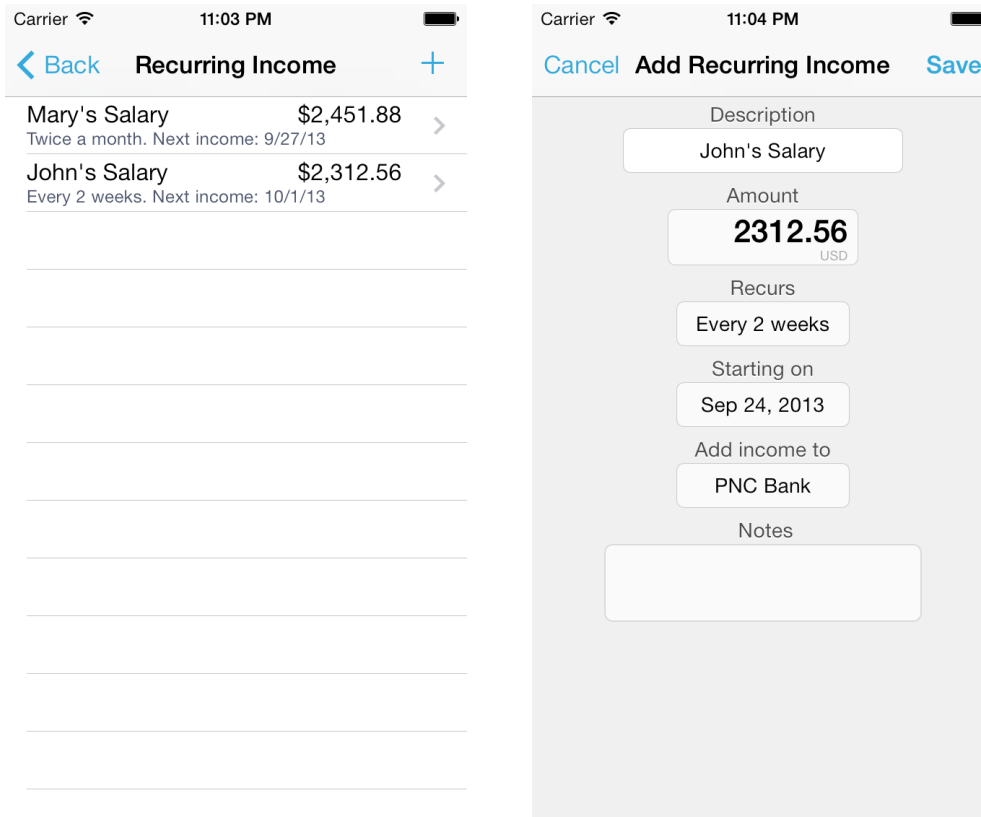 Carrier 11:03 PM
Back Recurring Income +
Mary's Salary $2,451.88
Twice a month. Next income: 9/27/13
John's Salary $2,312.56
Every 2 weeks. Next income: 10/1/13
Carrier 11:04 PM
Cancel Add Recurring Income Save
Description
John's Salary
Amount
2312.56
USD
Recurs
Every 2 weeks
Starting on
Sep 24, 2013
Add income to
PNC Bank
Notes